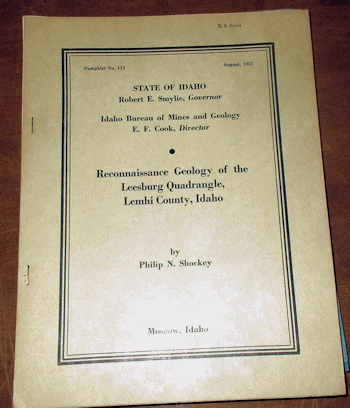 Pamphlet No. 113
August, 1957
STATE OF IDAHO
Robert E. Smylie, Governor
Idaho Bureau of Mines and Geology
E. F. Cook, Director
Reconnaissance Geology of the
Leesburg Quadrangle,
Lemhi County, Idaho
by
Philip N. Shockey
Moscow, Idaho